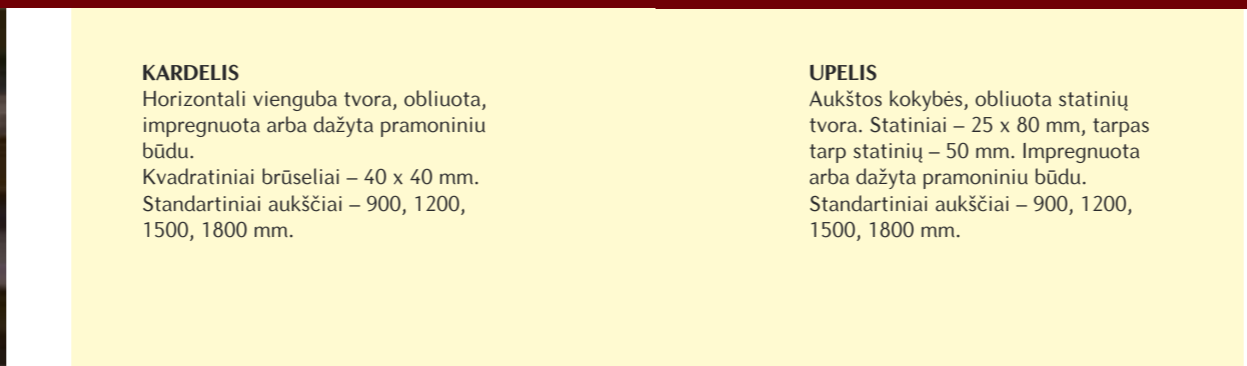 KARDELIS
Horizontali vienguba tvora, obliuota,
impregnuota arba dažyta pramoniniu
būdu.
Kvadratiniai brūseliai – 40 x 40 mm.
Standartiniai aukščiai – 900, 1200,
1500, 1800 mm.
UPELIS
Aukštos kokybės, obliuota statinių
tvora. Statiniai – 25 x 80 mm, tarpas
tarp statinių – 50 mm. Impregnuota
arba dažyta pramoniniu būdu.
Standartiniai aukščiai – 900, 1200,
1500, 1800 mm.